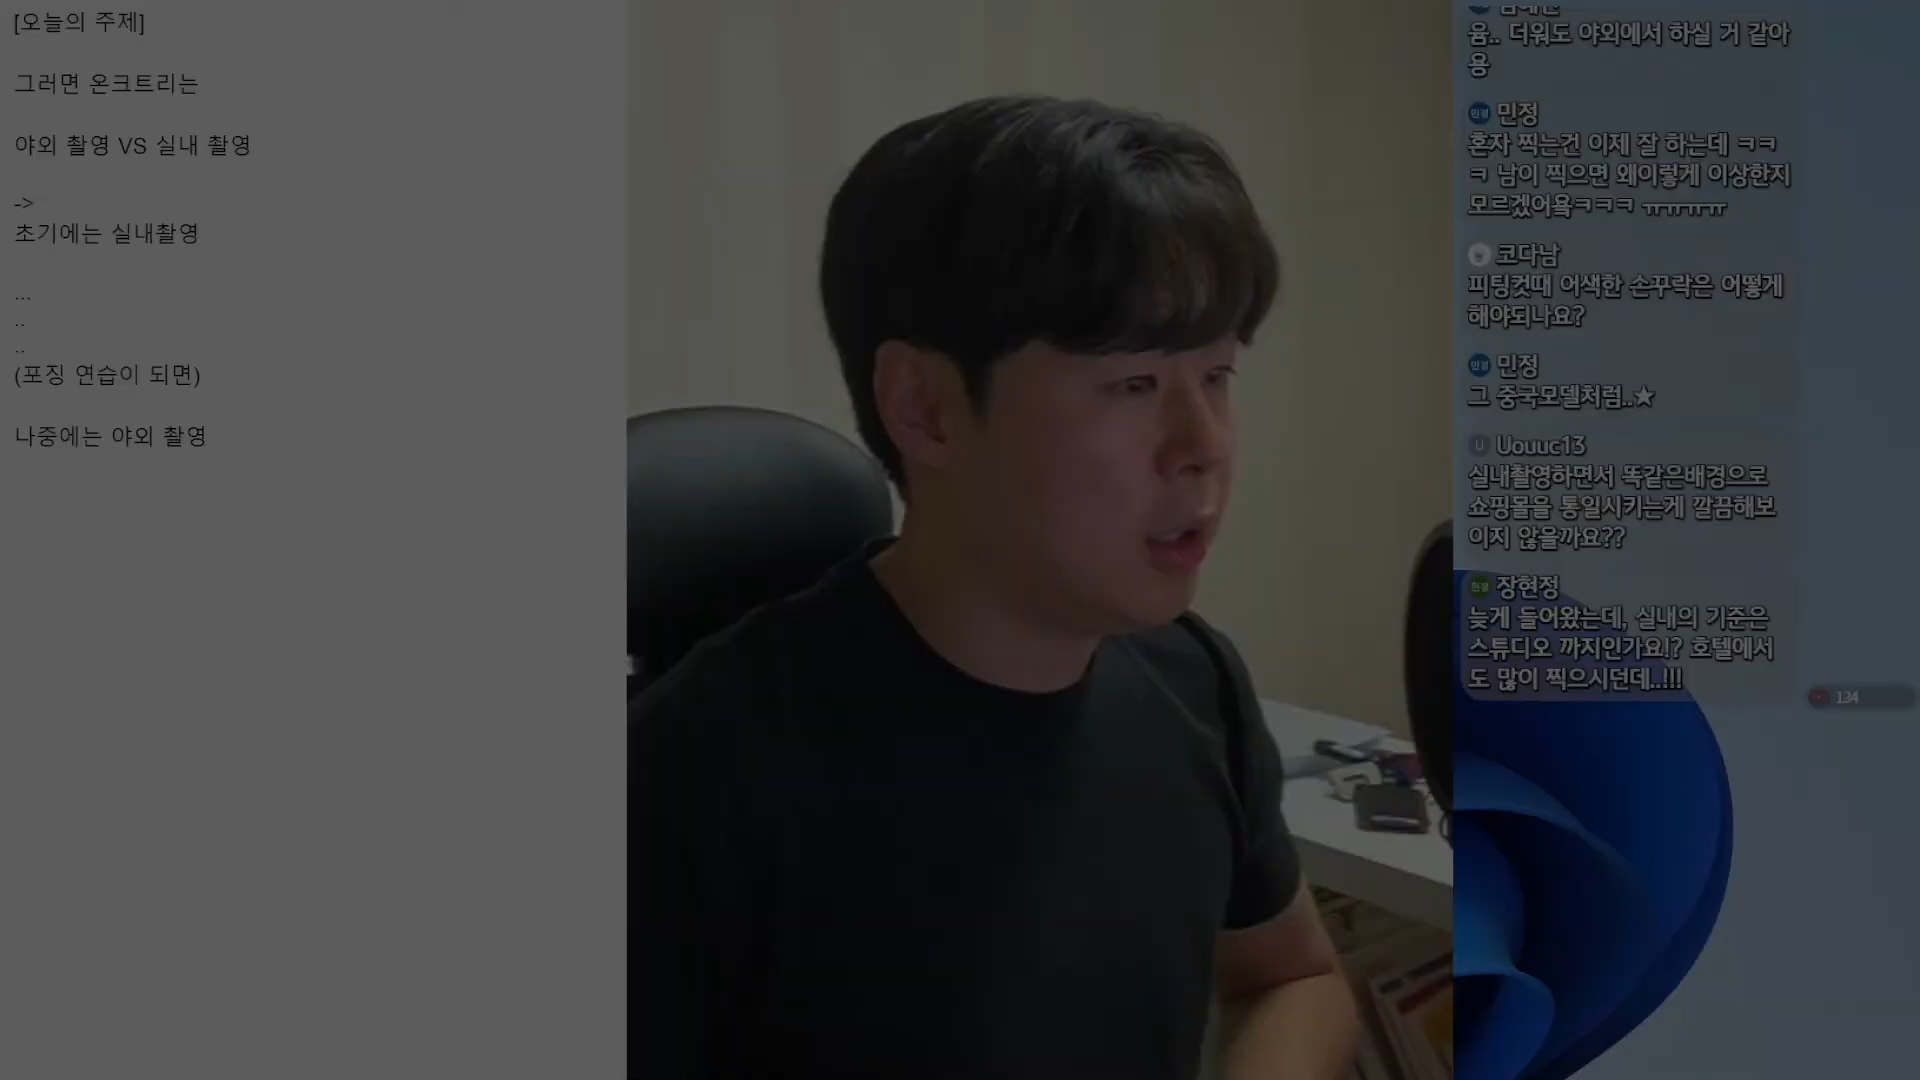 [오늘의 주제]
그러면 온크트리는
야외 촬영 VS 실내 촬영
->
초기에는 실내촬영
...
..
..
(포징 연습이 되면)
나중에는 야외 촬영
윰.. 더워도 야외에서 하실 거 같아
용
민정
혼자 찍는건 이제 잘 하는데 ㅋㅋ
ㅋ 남이 찍으면 왜이렇게 이상한지
모르겠어욬ㅋㅋㅋ ㅠㅠㅠㅠ
코다남
피팅컷때 어색한 손꾸락은 어떻게
해야되나요?
민정
그 중국모델처럼..★
U Uouuc13
실내촬영하면서 똑같은배경으로
쇼핑몰을 통일시키는게 깔끔해보
이지 않을까요??
장현정
늦게 들어왔는데, 실내의 기준은
스튜디오 까지인가요!? 호텔에서
도 많이 찍으시던데..!!!
134